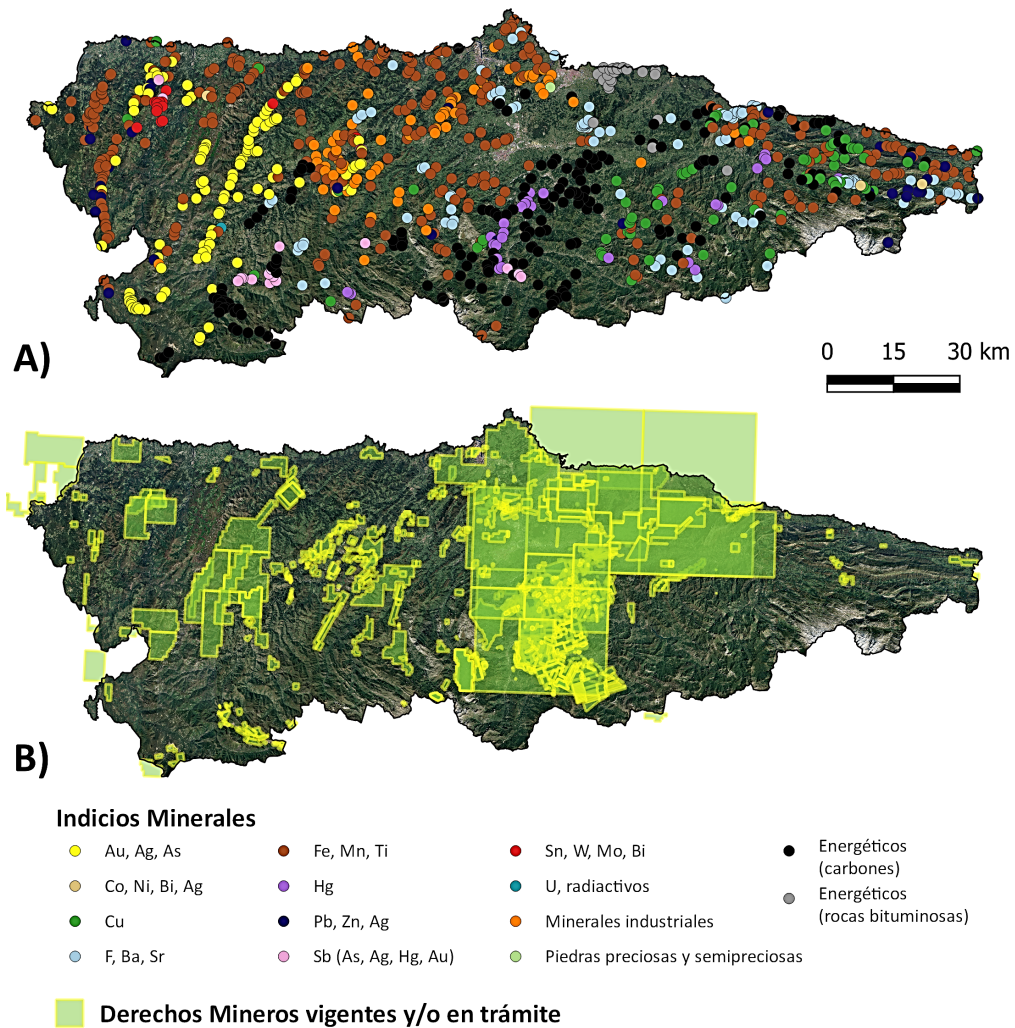 A)
0 15 30 km
B)
Indicios Minerales
Au, Ag, As
Fe, Mn, Ti
Sn, W, Mo, Bi
Energéticos
(carbones)
Co, Ni, Bi, Ag
Hg
U, radiactivos
Energéticos
(rocas bituminosas)
Cu
Pb, Zn, Ag
Minerales industriales
F, Ba, Sr
Sb (As, Ag, Hg, Au)
Piedras preciosas y semipreciosas
Derechos Mineros vigentes y/o en trámite